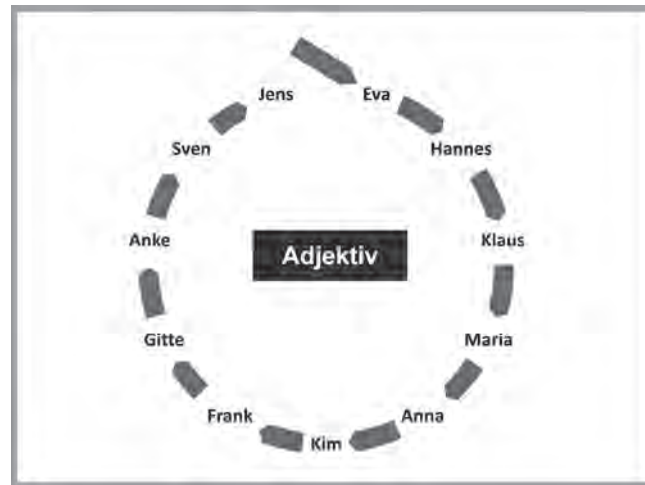 Jens
Eva
Hannes
Klaus
Maria
Anna
Kim
Frank
Gitte
Anke
Sven
Adjektiv